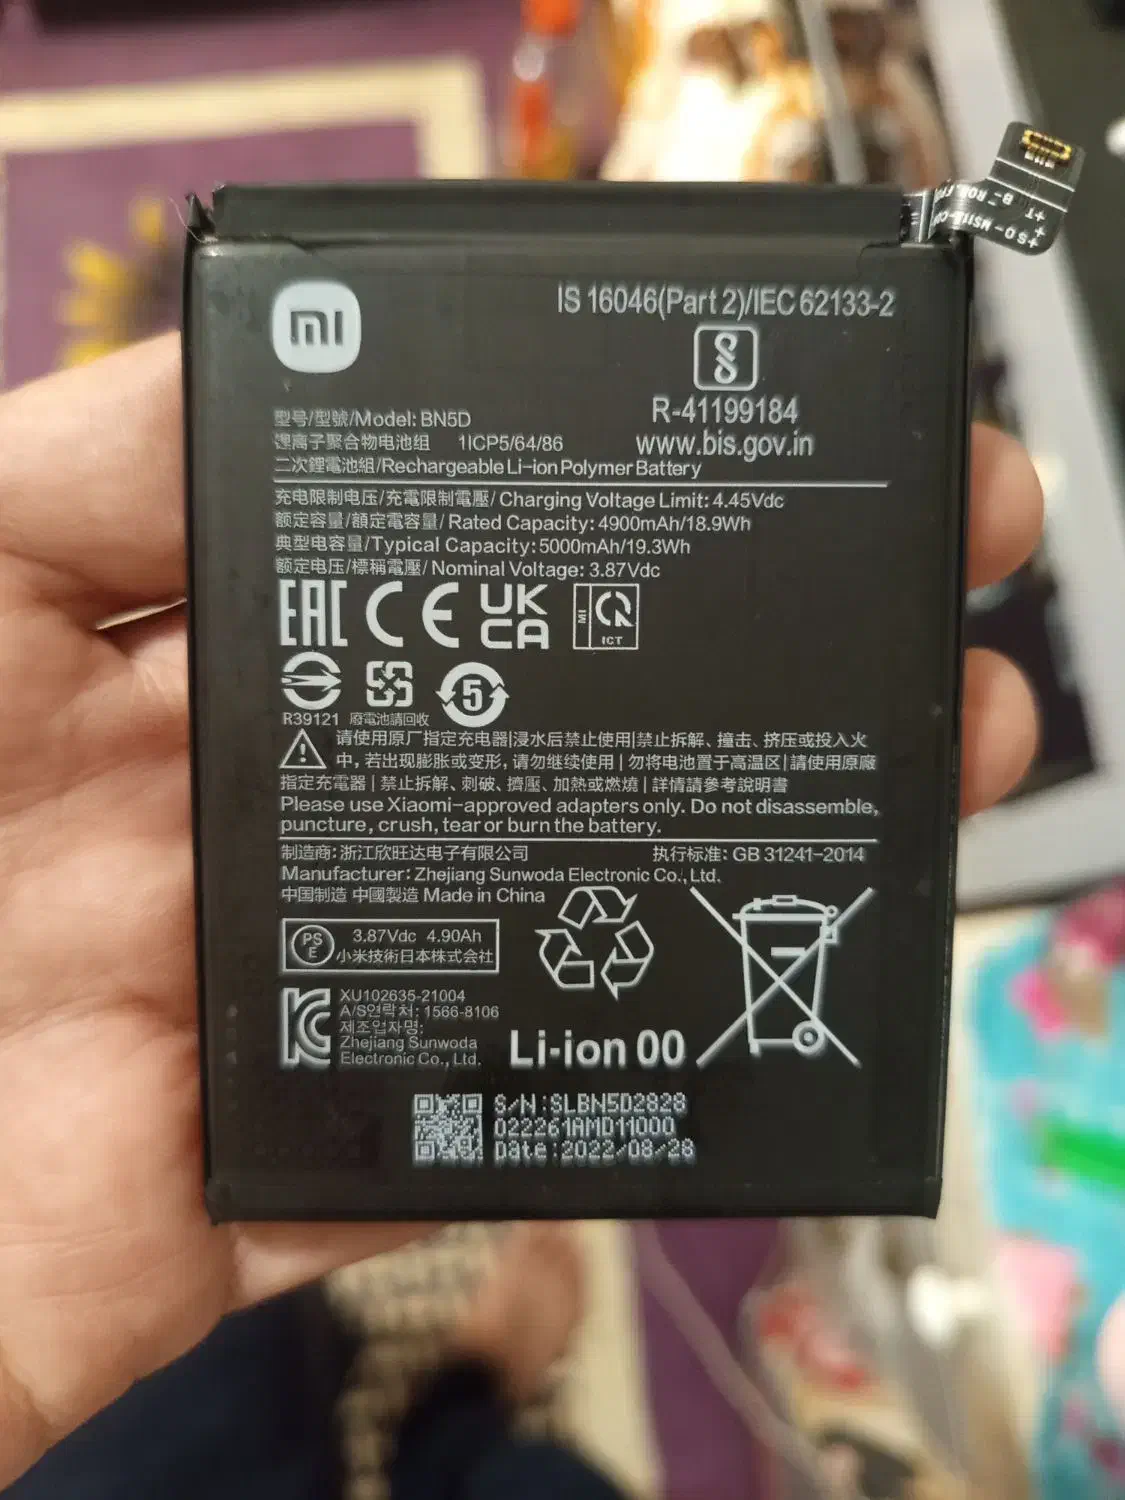 mi
IS 16046(Part 2)/IEC 62133-2
R-41199184
www.bis.gov.in
型号/型號/Model: BN5D
锂离子聚合物电池组 1ICP5/64/86
二次鋰電池組/Rechargeable Li-ion Polymer Battery
充电限制电压/充電限制電壓/ Charging Voltage Limit: 4.45Vdc
额定容量/額定電容量/ Rated Capacity: 4900mAh/18.9Wh
典型电容量/Typical Capacity: 5000mAh/19.3Wh
额定电压/標稱電壓/ Nominal Voltage: 3.87Vdc
EAC CE UK CA MI ICT
5
R39121 廢電池請回收
请使用原厂指定充电器|浸水后禁止使用|禁止拆解、撞击、挤压或投入火
中，若出现膨胀或变形，请勿继续使用 | 勿将电池置于高温区 | 請使用原廠
指定充電器 | 禁止拆解、刺破、擠壓、加熱或燃燒 | 詳情請參考說明書
Please use Xiaomi-approved adapters only. Do not disassemble,
puncture, crush, tear or burn the battery.
制造商: 浙江欣旺达电子有限公司 执行标准: GB 31241-2014
Manufacturer: Zhejiang Sunwoda Electronic Co., Ltd.
中国制造 中國製造 Made in China
PS E 3.87Vdc 4.90Ah
小米技術日本株式会社
XU102635-21004
A/S연락처: 1566-8106
제조업자명:
Zhejiang Sunwoda
Electronic Co., Ltd.
Li-ion 00
S/N:SLBN5D2828
022261AMD11000
Date:2022/08/28